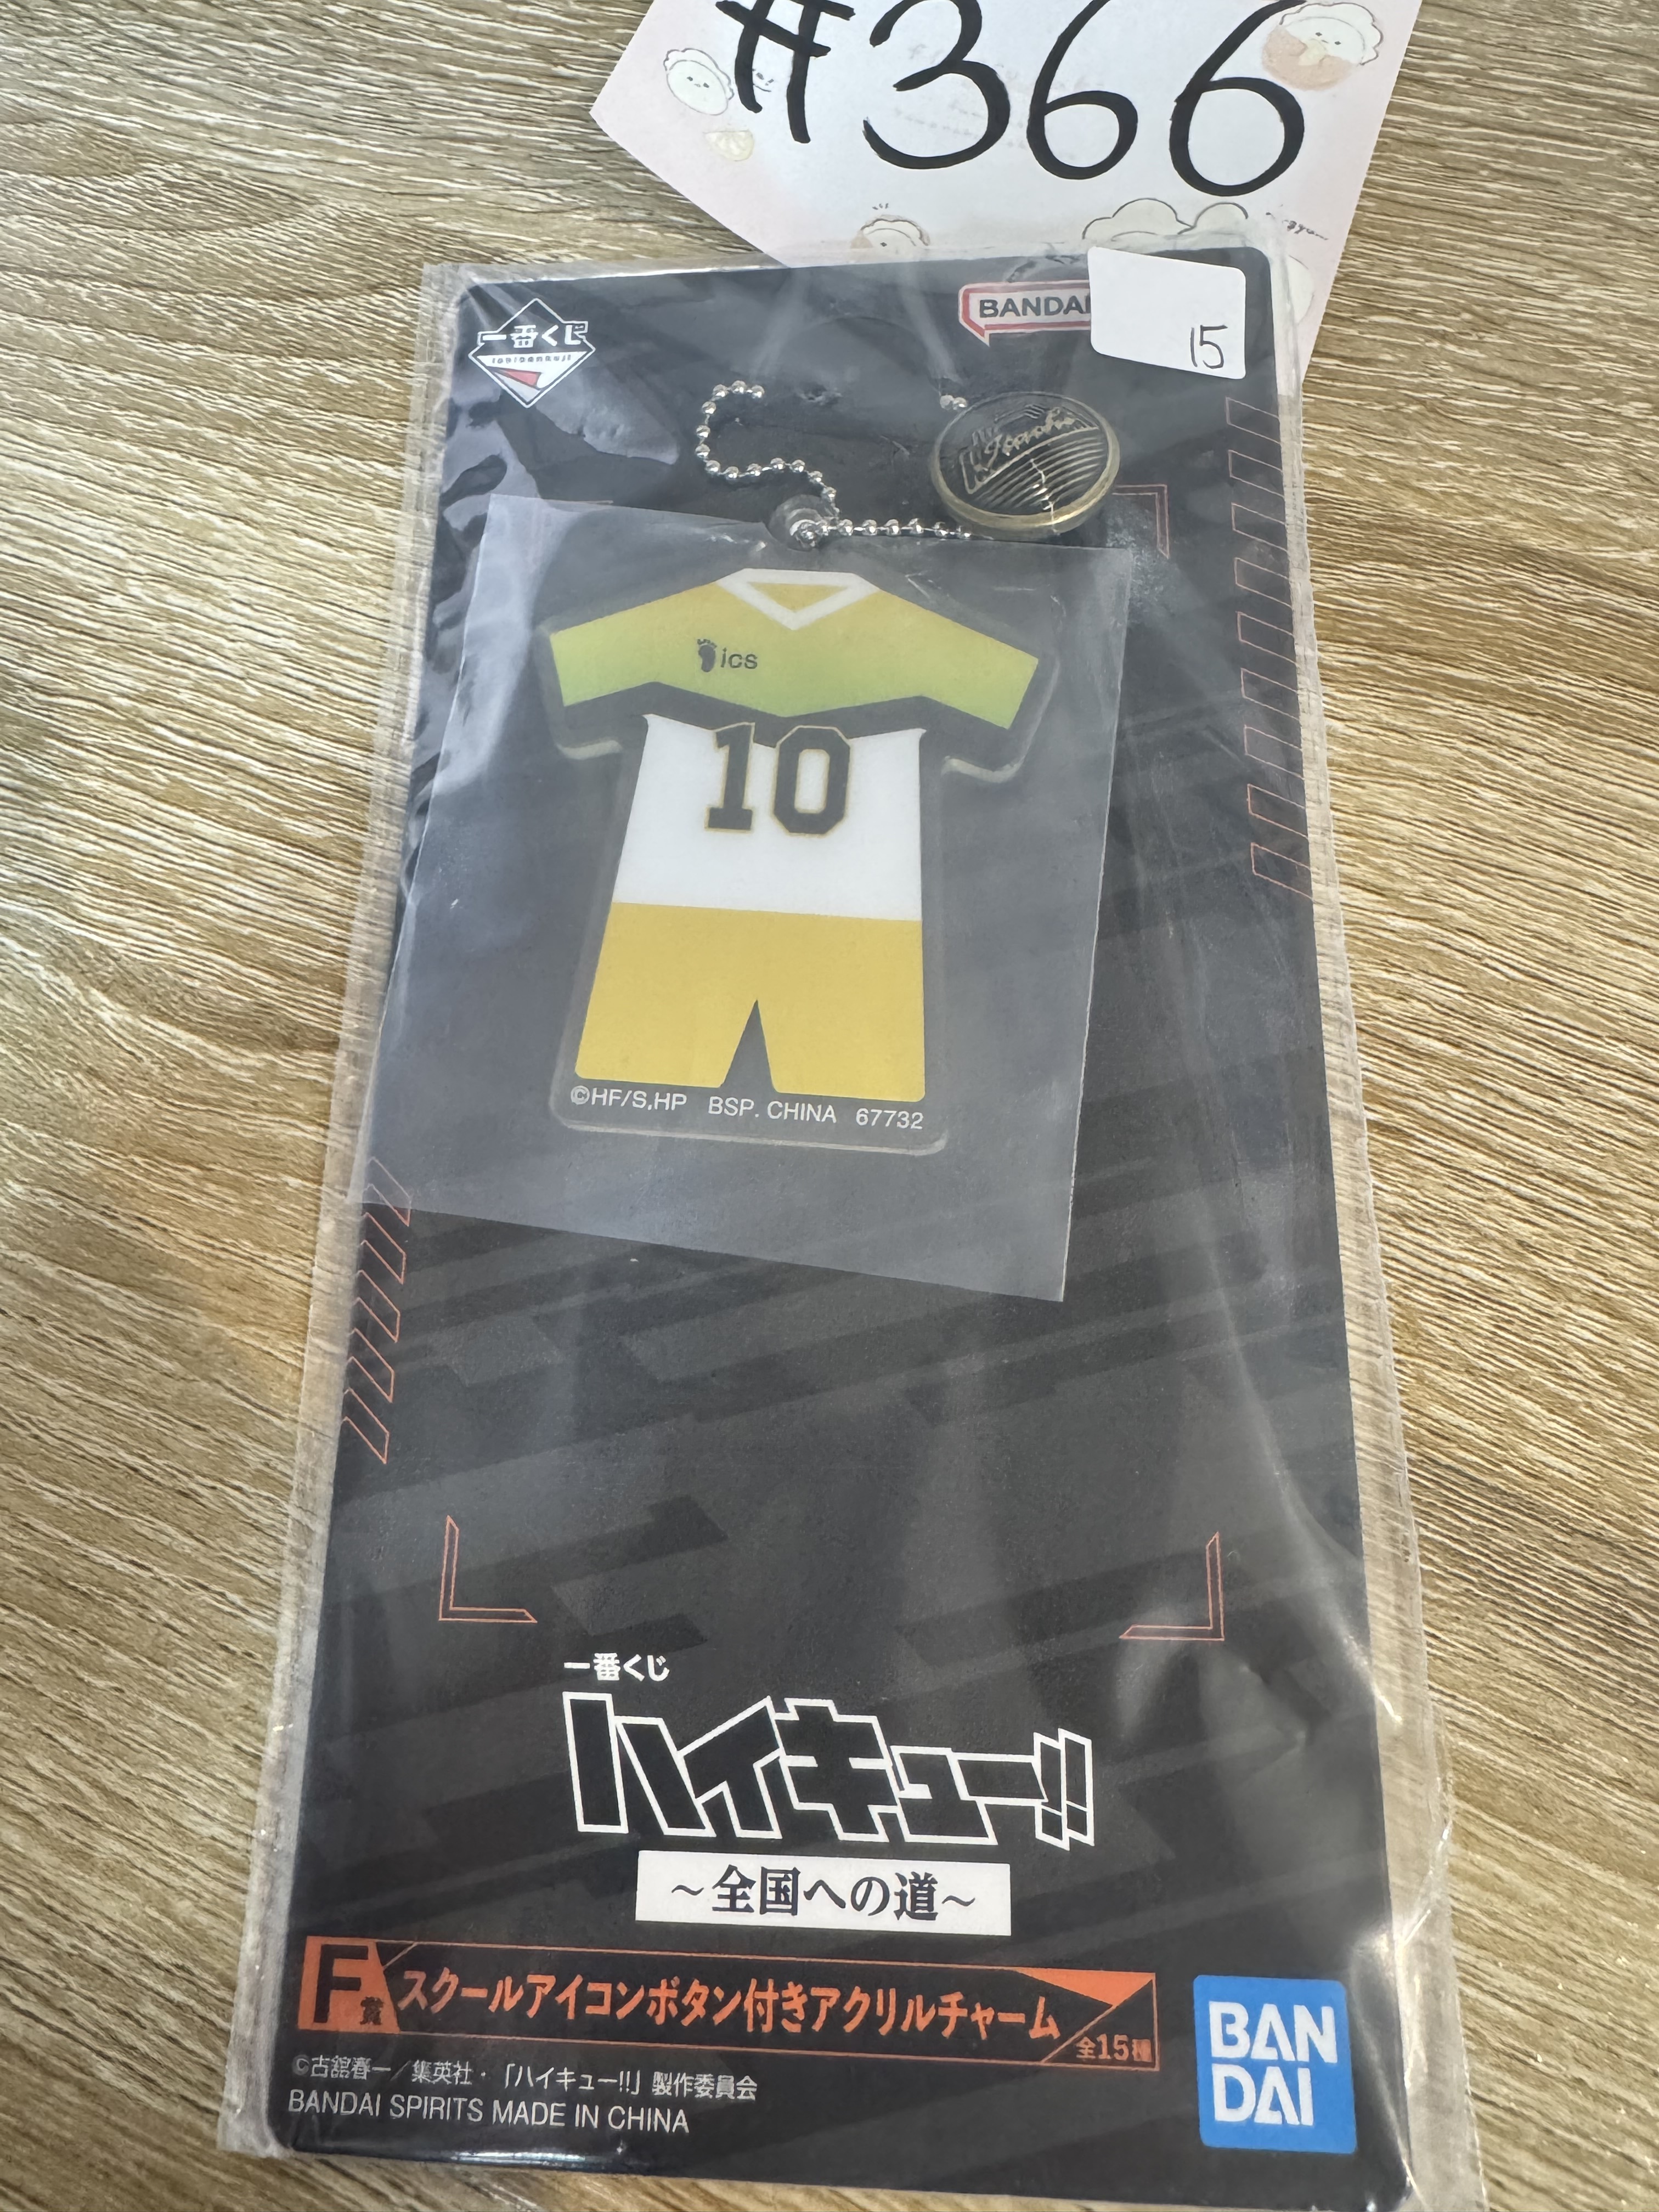 #366
一番くじ
ichibankuji
BANDAI
15
ics
10
©HF/S,HP BSP. CHINA 67732
一番くじ
ハイキュー!!
~全国への道~
F賞 スクールアイコンボタン付きアクリルチャーム
全15種
©古舘春一/集英社・「ハイキュー!!」製作委員会
BANDAI SPIRITS MADE IN CHINA
BAN
DAI